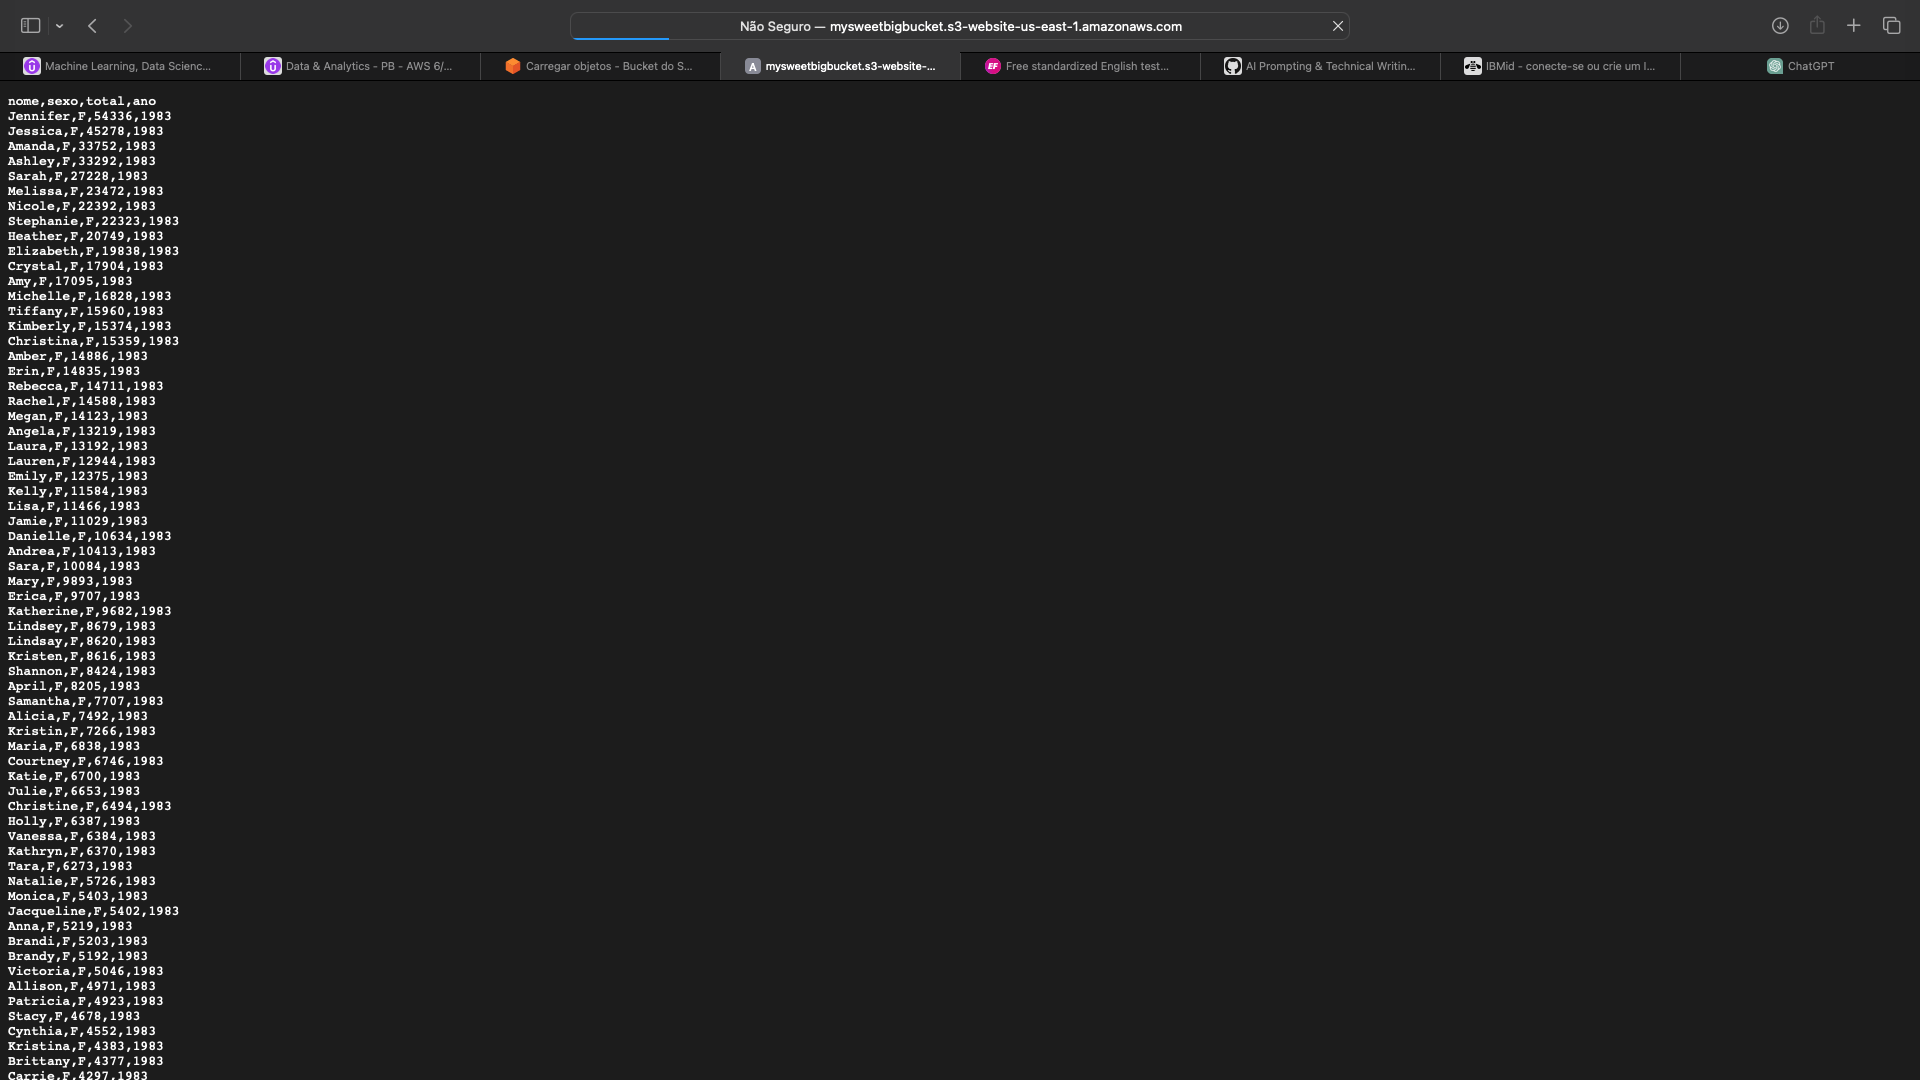 Não Seguro — mysweetbigbucket.s3-website-us-east-1.amazonaws.com
Machine Learning, Data Scienc...
Data & Analytics - PB - AWS 6/...
Carregar objetos - Bucket do S...
A mysweetbigbucket.s3-website-...
EF Free standardized English test...
AI Prompting & Technical Writin...
IBMid - conecte-se ou crie um I...
ChatGPT
nome,sexo,total,ano
Jennifer,F,54336,1983
Jessica,F,45278,1983
Amanda,F,33752,1983
Ashley,F,33292,1983
Sarah,F,27228,1983
Melissa,F,23472,1983
Nicole,F,22392,1983
Stephanie,F,22323,1983
Heather,F,20749,1983
Elizabeth,F,19838,1983
Crystal,F,17904,1983
Amy,F,17095,1983
Michelle,F,16828,1983
Tiffany,F,15960,1983
Kimberly,F,15374,1983
Christina,F,15359,1983
Amber,F,14886,1983
Erin,F,14835,1983
Rebecca,F,14711,1983
Rachel,F,14588,1983
Megan,F,14123,1983
Angela,F,13219,1983
Laura,F,13192,1983
Lauren,F,12944,1983
Emily,F,12375,1983
Kelly,F,11584,1983
Lisa,F,11466,1983
Jamie,F,11029,1983
Danielle,F,10634,1983
Andrea,F,10413,1983
Sara,F,10084,1983
Mary,F,9893,1983
Erica,F,9707,1983
Katherine,F,9682,1983
Lindsey,F,8679,1983
Lindsay,F,8620,1983
Kristen,F,8616,1983
Shannon,F,8424,1983
April,F,8205,1983
Samantha,F,7707,1983
Alicia,F,7492,1983
Kristin,F,7266,1983
Maria,F,6838,1983
Courtney,F,6746,1983
Katie,F,6700,1983
Julie,F,6653,1983
Christine,F,6494,1983
Holly,F,6387,1983
Vanessa,F,6384,1983
Kathryn,F,6370,1983
Tara,F,6273,1983
Natalie,F,5726,1983
Monica,F,5403,1983
Jacqueline,F,5402,1983
Anna,F,5219,1983
Brandi,F,5203,1983
Brandy,F,5192,1983
Victoria,F,5046,1983
Allison,F,4971,1983
Patricia,F,4923,1983
Stacy,F,4678,1983
Cynthia,F,4552,1983
Kristina,F,4383,1983
Brittany,F,4377,1983
Carrie,F,4297,1983